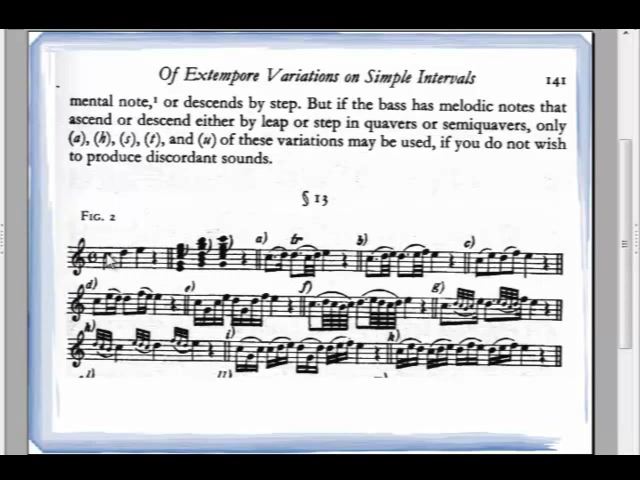 Of Extempore Variations on Simple Intervals 141
mental note,¹ or descends by step. But if the bass has melodic notes that
ascend or descend either by leap or step in quavers or semiquavers, only
(a), (h), (s), (t), and (u) of these variations may be used, if you do not wish
to produce discordant sounds.
§ 13
FIG. 2
a) tr b) c)
d) e) f) g)
h) i) k)